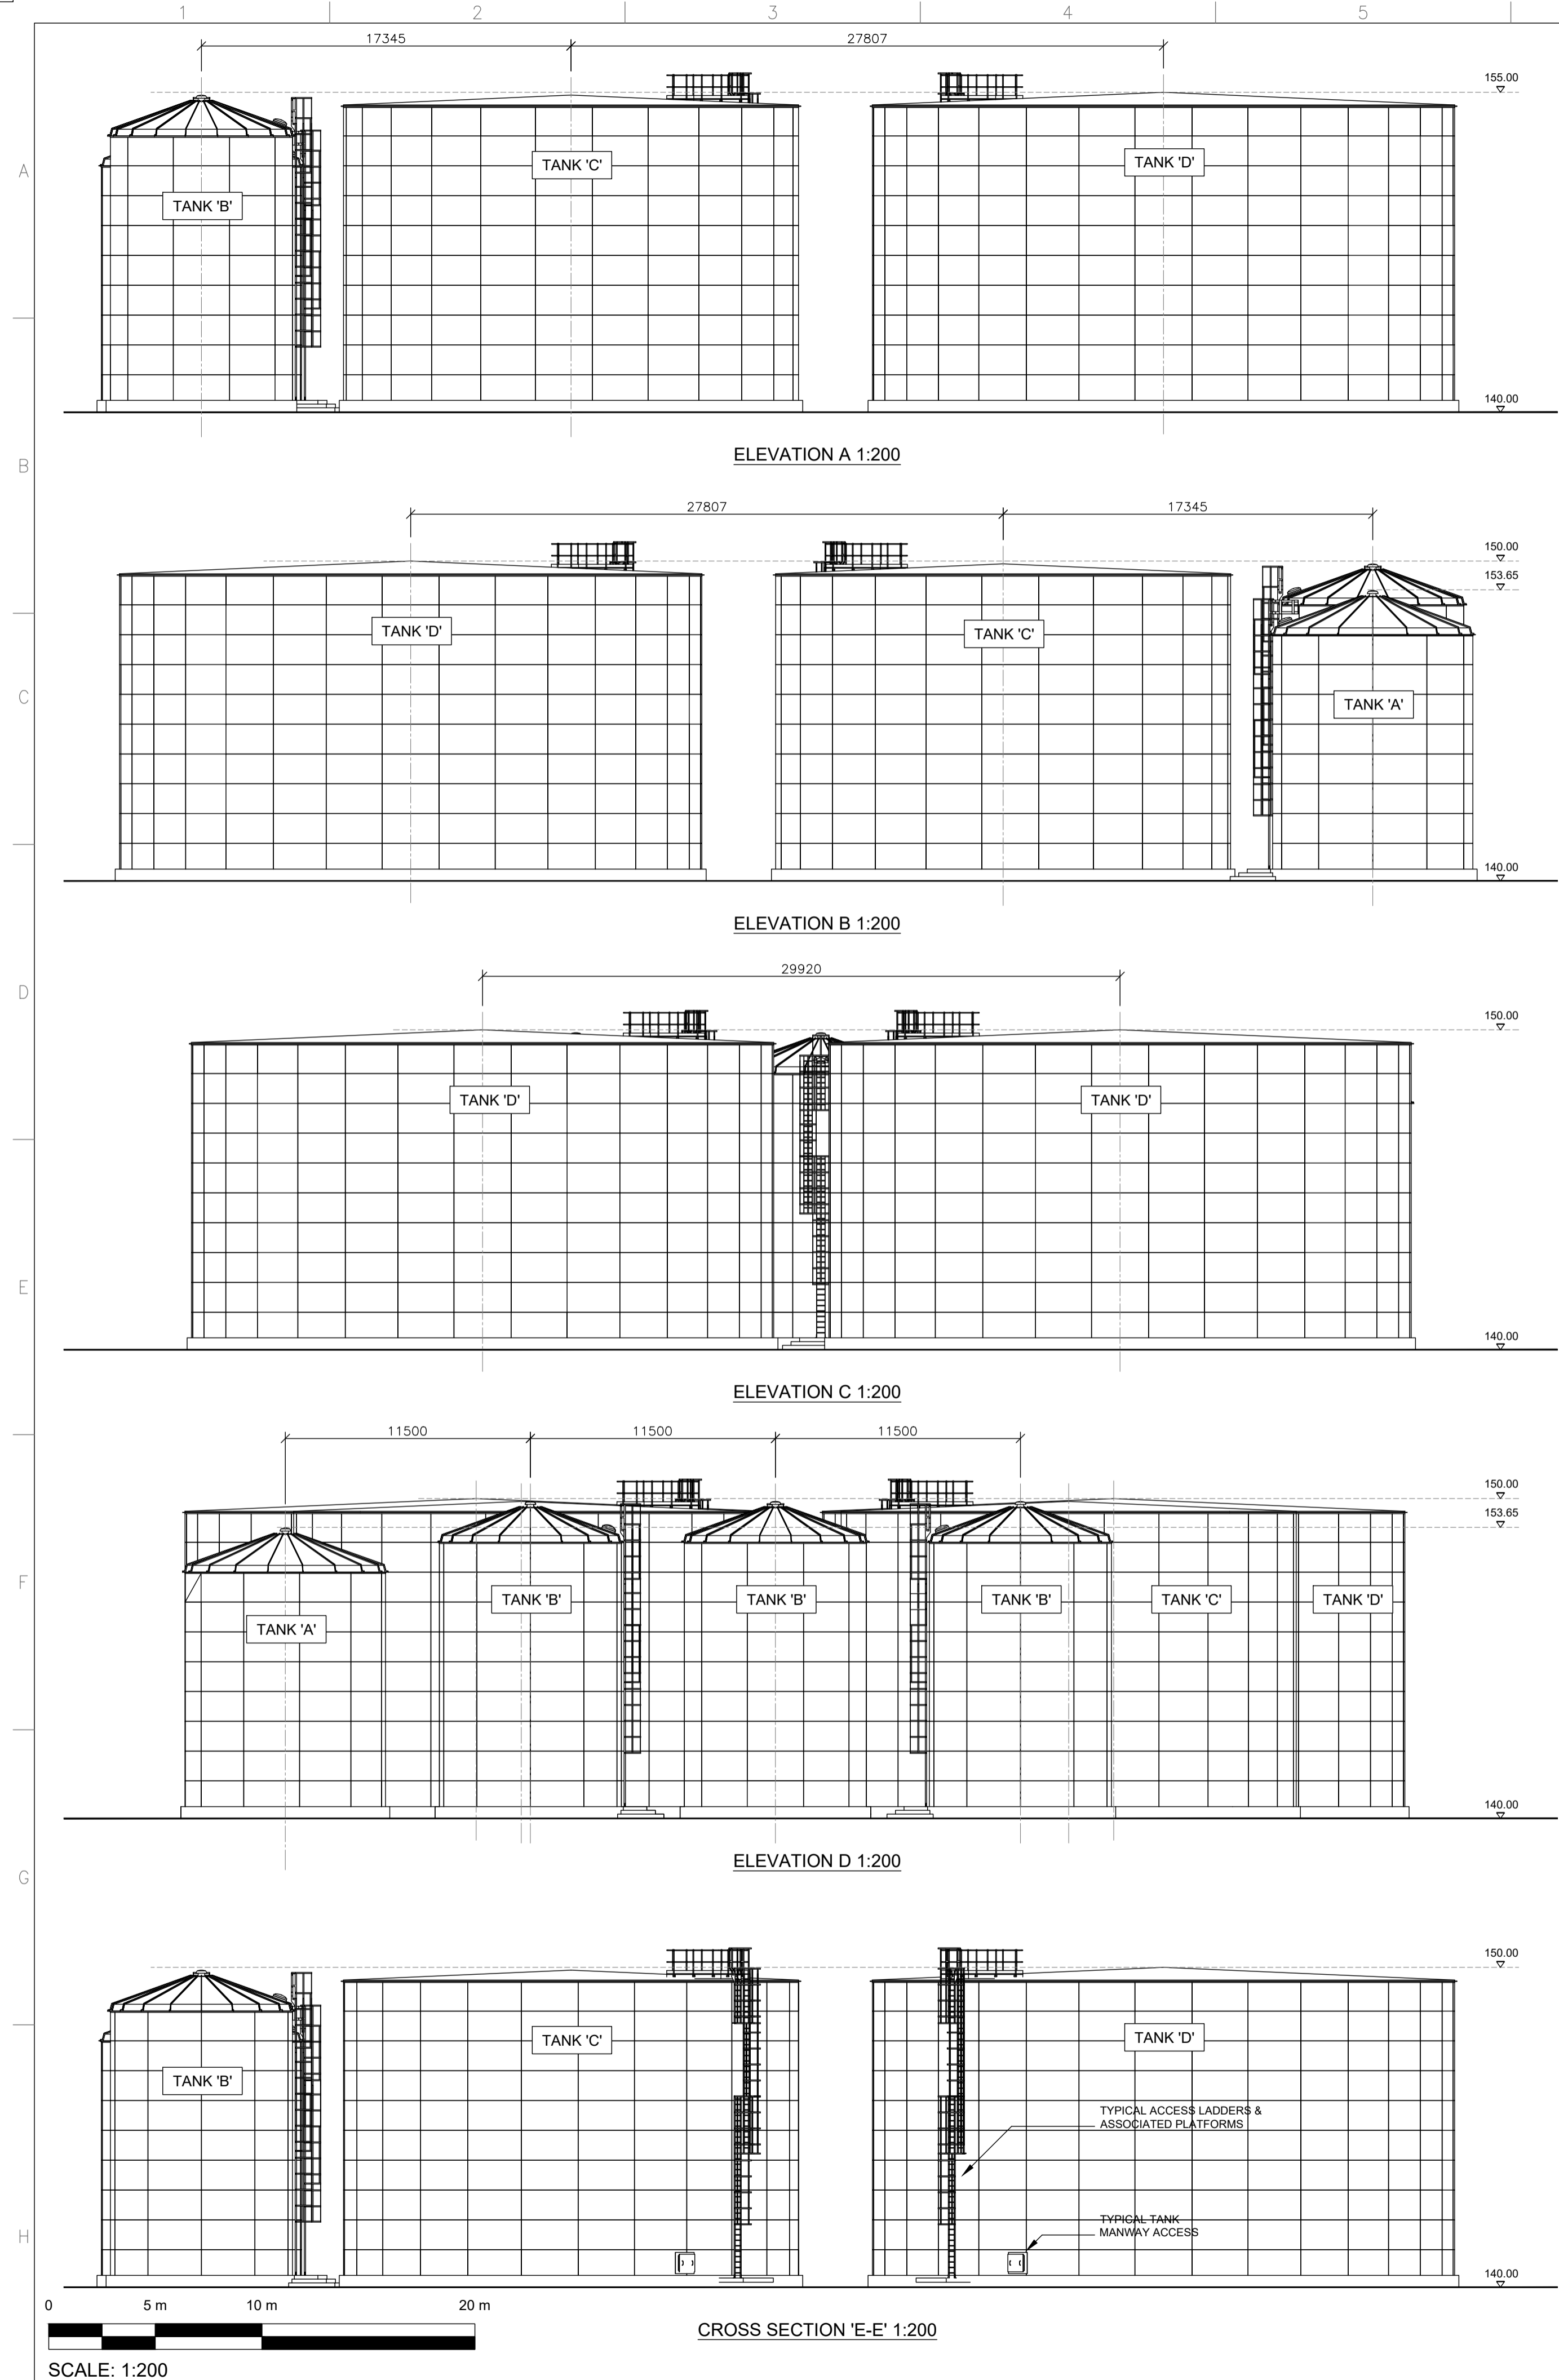 1 2 3 4 5
17345 27807
155.00
A
TANK 'B' TANK 'C' TANK 'D'
140.00
ELEVATION A 1:200
B
27807 17345
150.00
153.65
TANK 'D' TANK 'C'
C
TANK 'A'
140.00
ELEVATION B 1:200
29920
D
150.00
TANK 'D' TANK 'D'
E
140.00
ELEVATION C 1:200
11500 11500 11500
150.00
153.65
F
TANK 'A' TANK 'B' TANK 'B' TANK 'B' TANK 'C' TANK 'D'
140.00
ELEVATION D 1:200
G
150.00
TANK 'B' TANK 'C' TANK 'D'
TYPICAL ACCESS LADDERS &
ASSOCIATED PLATFORMS
TYPICAL TANK
MANWAY ACCESS
H
140.00
0 5 m 10 m 20 m
CROSS SECTION 'E-E' 1:200
SCALE: 1:200